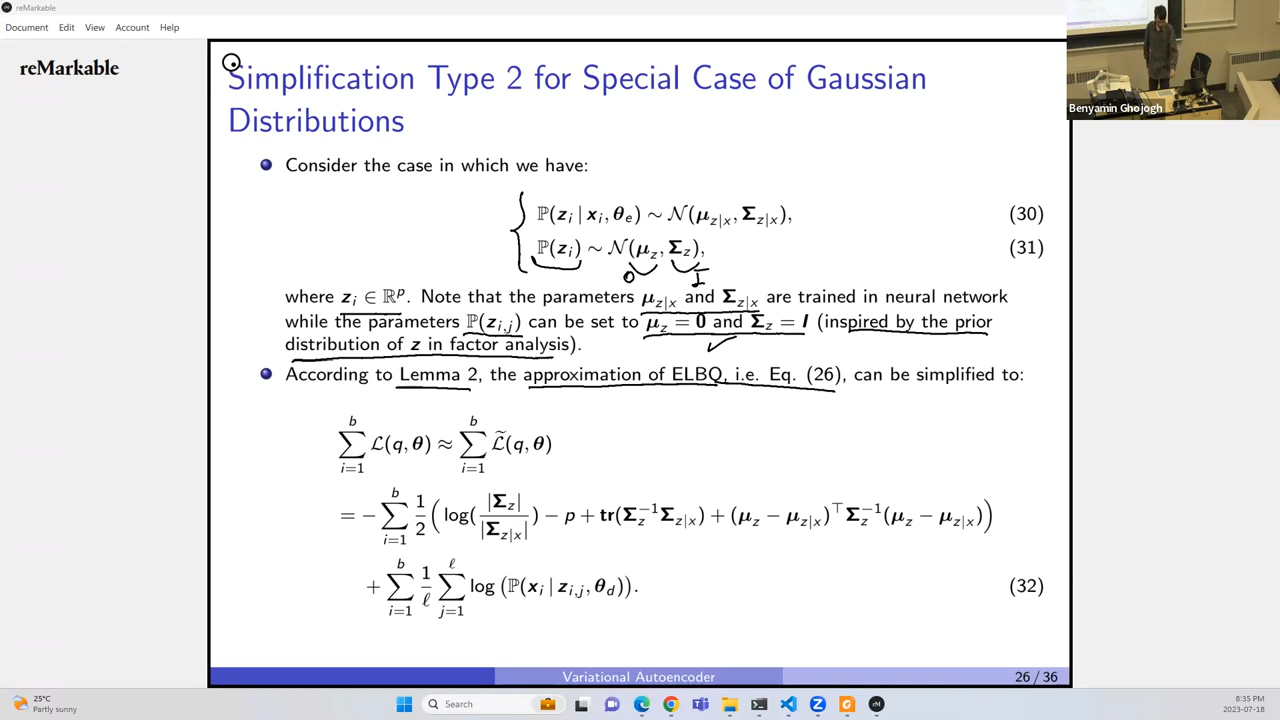 reMarkable
Document Edit View Account Help
reMarkable
Benyamin Ghojogh
Simplification Type 2 for Special Case of Gaussian
Distributions
Consider the case in which we have:
ℙ(z_i | x_i, θ_e) ∼ 𝒩(μ_{z|x}, Σ_{z|x}), (30)
ℙ(z_i) ∼ 𝒩(μ_z, Σ_z), (31)
0 I
where z_i ∈ ℝ^p. Note that the parameters μ_{z|x} and Σ_{z|x} are trained in neural network
while the parameters ℙ(z_{i,j}) can be set to μ_z = 0 and Σ_z = I (inspired by the prior
distribution of z in factor analysis).
According to Lemma 2, the approximation of ELBO, i.e. Eq. (26), can be simplified to:
∑_{i=1}^{b} ℒ(q, θ) ≈ ∑_{i=1}^{b} ℒ̃(q, θ)
= − ∑_{i=1}^{b} 1/2 ( log(|Σ_z| / |Σ_{z|x}|) − p + tr(Σ_z^{−1} Σ_{z|x}) + (μ_z − μ_{z|x})^⊤ Σ_z^{−1} (μ_z − μ_{z|x}) )
+ ∑_{i=1}^{b} 1/ℓ ∑_{j=1}^{ℓ} log (ℙ(x_i | z_{i,j}, θ_d)). (32)
Variational Autoencoder 26 / 36
25°C
Partly sunny
Search
8:35 PM
2023-07-18